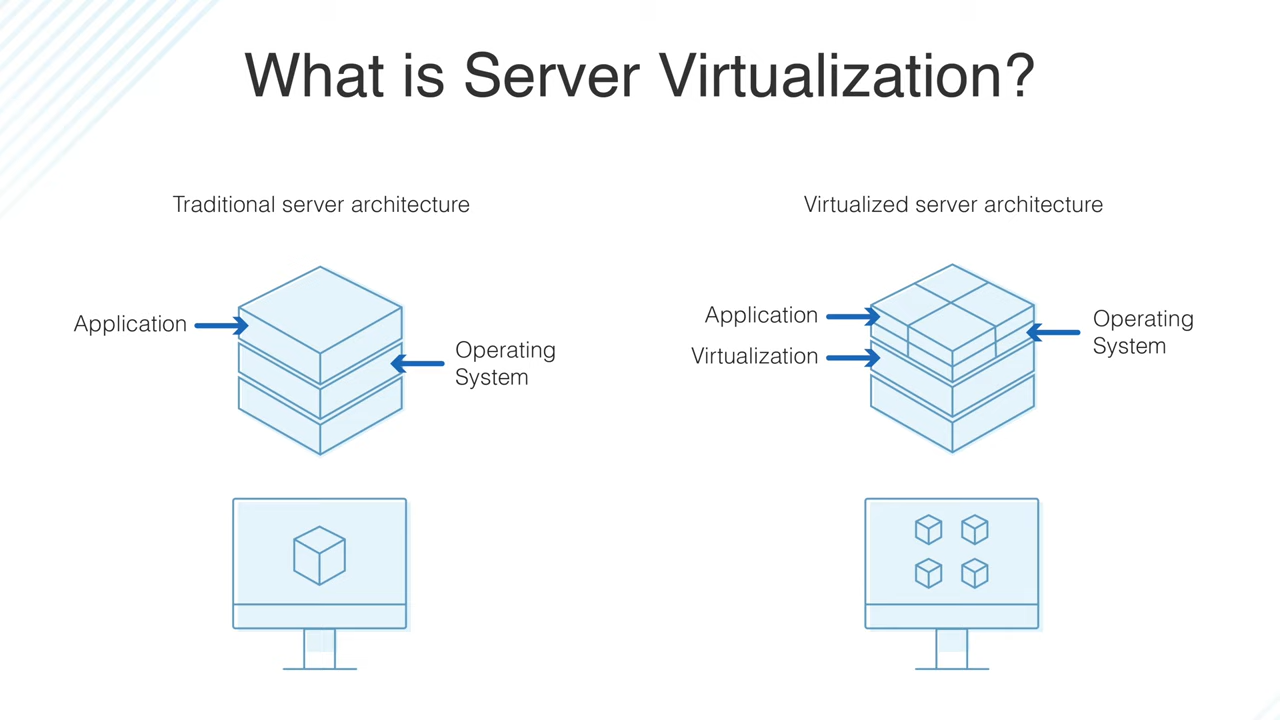 What is Server Virtualization?
Traditional server architecture
Application
Operating
System
Virtualized server architecture
Application
Virtualization
Operating
System